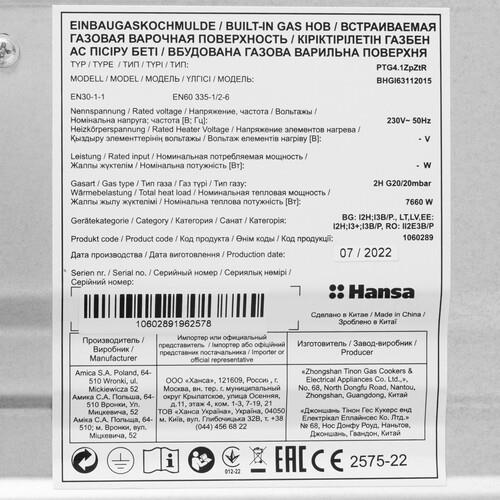 EINBAUGASKOCHMULDE / BUILT-IN GAS HOB / ВСТРАИВАЕМАЯ
ГАЗОВАЯ ВАРОЧНАЯ ПОВЕРХНОСТЬ / КІРІКТІРІЛЕТІН ГАЗБЕН
АС ПІСІРУ БЕТІ / ВБУДОВАНА ГАЗОВА ВАРИЛЬНА ПОВЕРХНЯ
TYP / TYPE / ТИП / ТІП / ТИП PTG4.1ZpZtR
MODELL / MODEL / МОДЕЛЬ / ҮЛГІСІ / МОДЕЛЬ BHGI63112015
EN30-1-1 EN60 335-1/2-6
Nennspannung / Rated voltage / Напряжение, частота / Вольтажы /
Номінальна напруга; частота [В; Гц]: 230V~ 50Hz
Heizkörperspannung / Rated Heater Voltage / Напряжение элементов нагрева /
Қыздыру элементтерінің вольтажы / Вольтаж елементів нагріву [В]: - V
Leistung / Rated input / Номинальная потребляемая мощность /
Жалпы жүктелім / Номінальна потужність [Вт]: - W
Gasart / Gas type / Тип газа / Газ түрі / Тип газу: 2H G20/20mbar
Wärmebelastung / Total heat load / Номинальная тепловая мощность /
Жалпы жылу жүктелімі / Номінальна теплова потужність [Вт]: 7660 W
Gerätekategorie / Category / Категория / Санат / Категорія: BG: I2H;I3B/P., LT,LV,EE:
I2H;I3+;I3B/P, RO: II2E3B/P
Produkt code / Product code / Код продукта / Өнім коды / Код продукції: 1060289
Дата производства / Дата изготовления / Production date: 07 / 2022
Serien nr. / Serial no. / Серийный номер / Сериялық немірі /
Серійний номер:
10602891962578
Hansa
Сделано в Китае / Made in China /
Зроблено в Китаї
Производитель /
Виробник /
Manufacturer
Импортер или официальный
представитель / Імпортер або офіційний
представник постачальника / Importer or
official representative
Изготовитель / Завод-виробник /
Producer
Amica S.A. Poland, 64-
510 Wronki, ul.
Mickiewicza 52
Амика С.А. Польша, 64-
510 Вронки, Ул.
Мицкевича 52
Аміка С.А. Польща, 64-
510 м. Вронки, вул.
Міцкевича 52
ООО «Ханса», 121609, Россия , г.
Москва, вн. тер. г. муниципальный
округ Крылатское, улица Осенняя,
д.11, этаж 4, ком. 1-3, 7-19, 21
ТОВ «Ханса Україна», Україна, 04050
м. Київ, вул. Глибочицька 32В, т.
(044) 456 68 22
«Zhongshan Tinon Gas Cookers &
Electrical Appliances Co. Ltd.»,
No. 68, North Dongfu Road, Nantou,
Zhongshan, Guangdong, China
«Джоншань Тінон Гес Кукерс енд
Електрікал Еплайнсес Ко. Лтд.»
№ 68, Нос Донфу Роуд, Наньтов,
Джоншань, Гвандон, Китай
012-22 EAC CE 2575-22